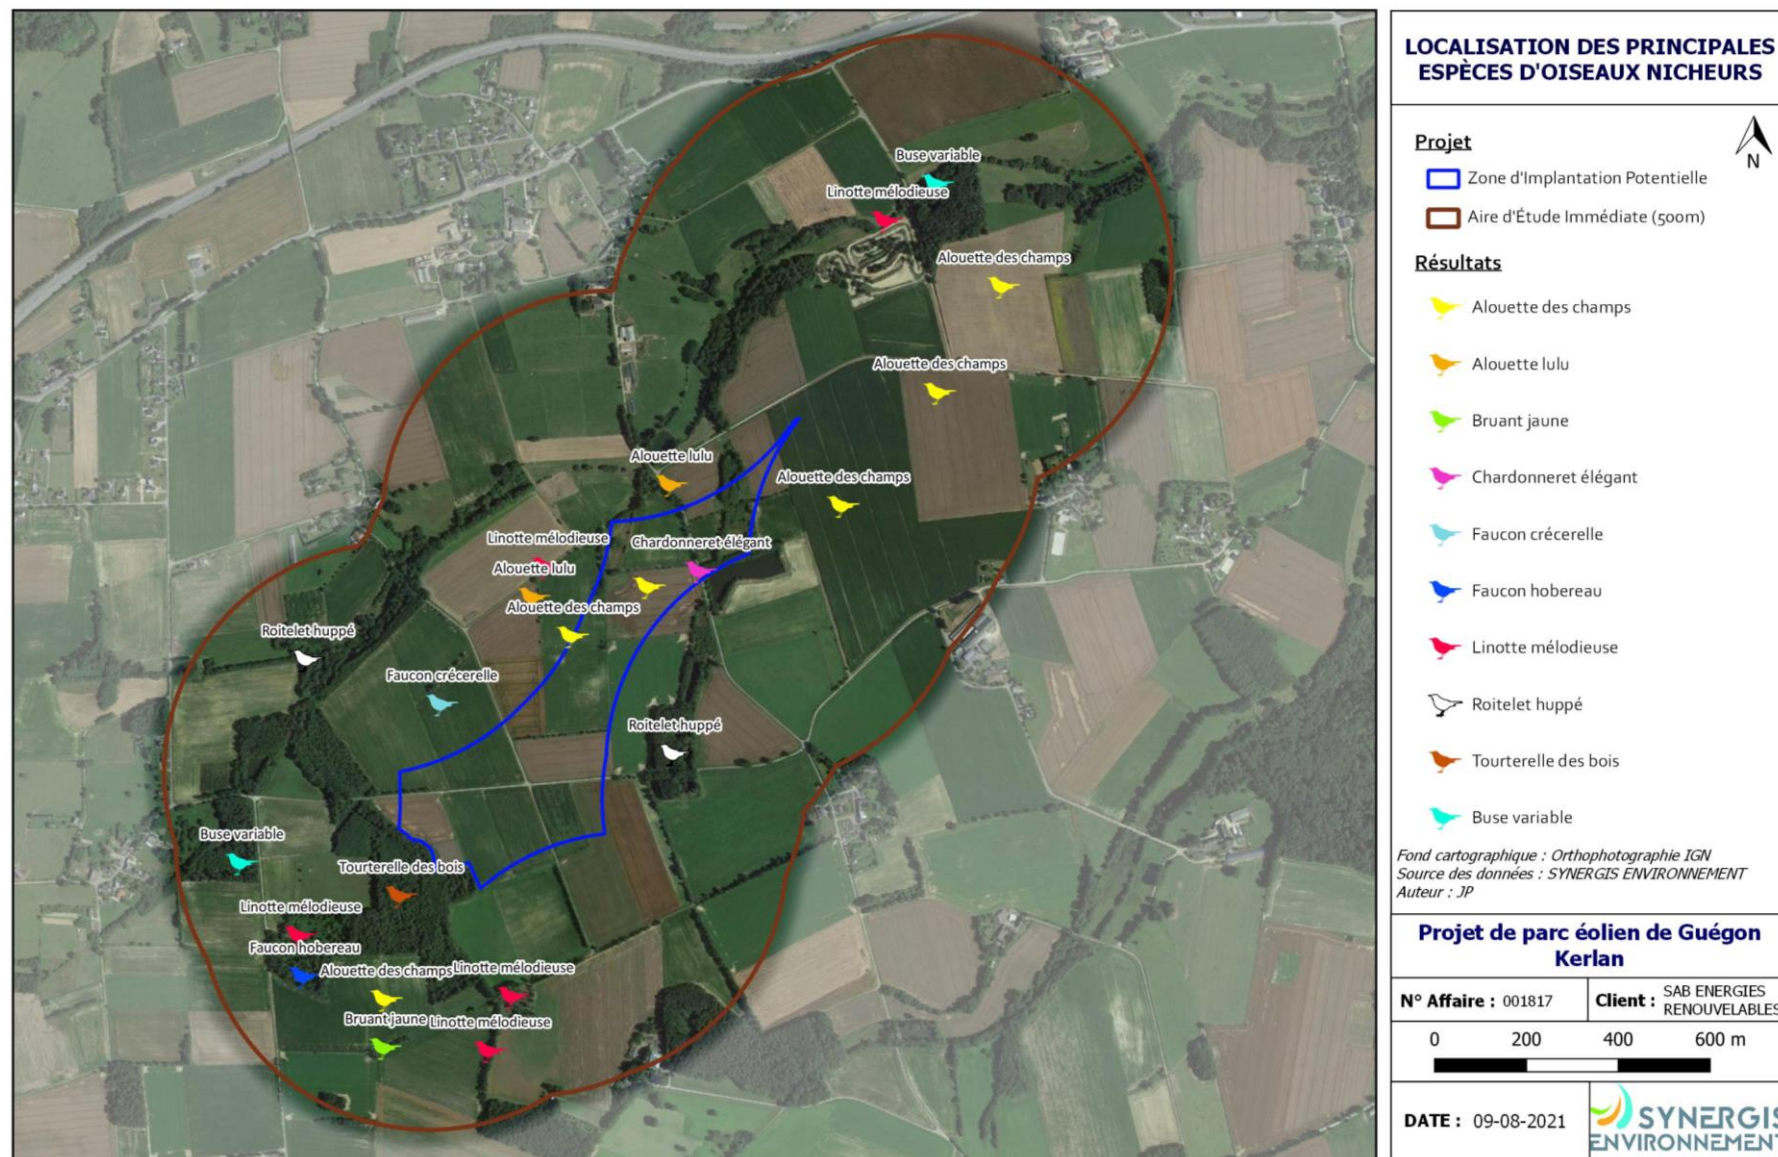 Buse variable
Linotte mélodieuse
Alouette des champs
Alouette des champs
Alouette lulu
Alouette des champs
Linotte mélodieuse
Chardonneret élégant
Alouette lulu
Alouette des champs
Roitelet huppé
Faucon crécerelle
Roitelet huppé
Buse variable
Tourterelle des bois
Linotte mélodieuse
Faucon hobereau
Alouette des champs
Linotte mélodieuse
Bruant jaune
Linotte mélodieuse
LOCALISATION DES PRINCIPALES
ESPÈCES D'OISEAUX NICHEURS
Projet
N
Zone d'Implantation Potentielle
Aire d'Étude Immédiate (500m)
Résultats
Alouette des champs
Alouette lulu
Bruant jaune
Chardonneret élégant
Faucon crécerelle
Faucon hobereau
Linotte mélodieuse
Roitelet huppé
Tourterelle des bois
Buse variable
Fond cartographique : Orthophotographie IGN
Source des données : SYNERGIS ENVIRONNEMENT
Auteur : JP
Projet de parc éolien de Guégon
Kerlan
N° Affaire : 001817
Client : SAB ENERGIES
RENOUVELABLES
0 200 400 600 m
DATE : 09-08-2021
SYNERGIS
ENVIRONNEMENT